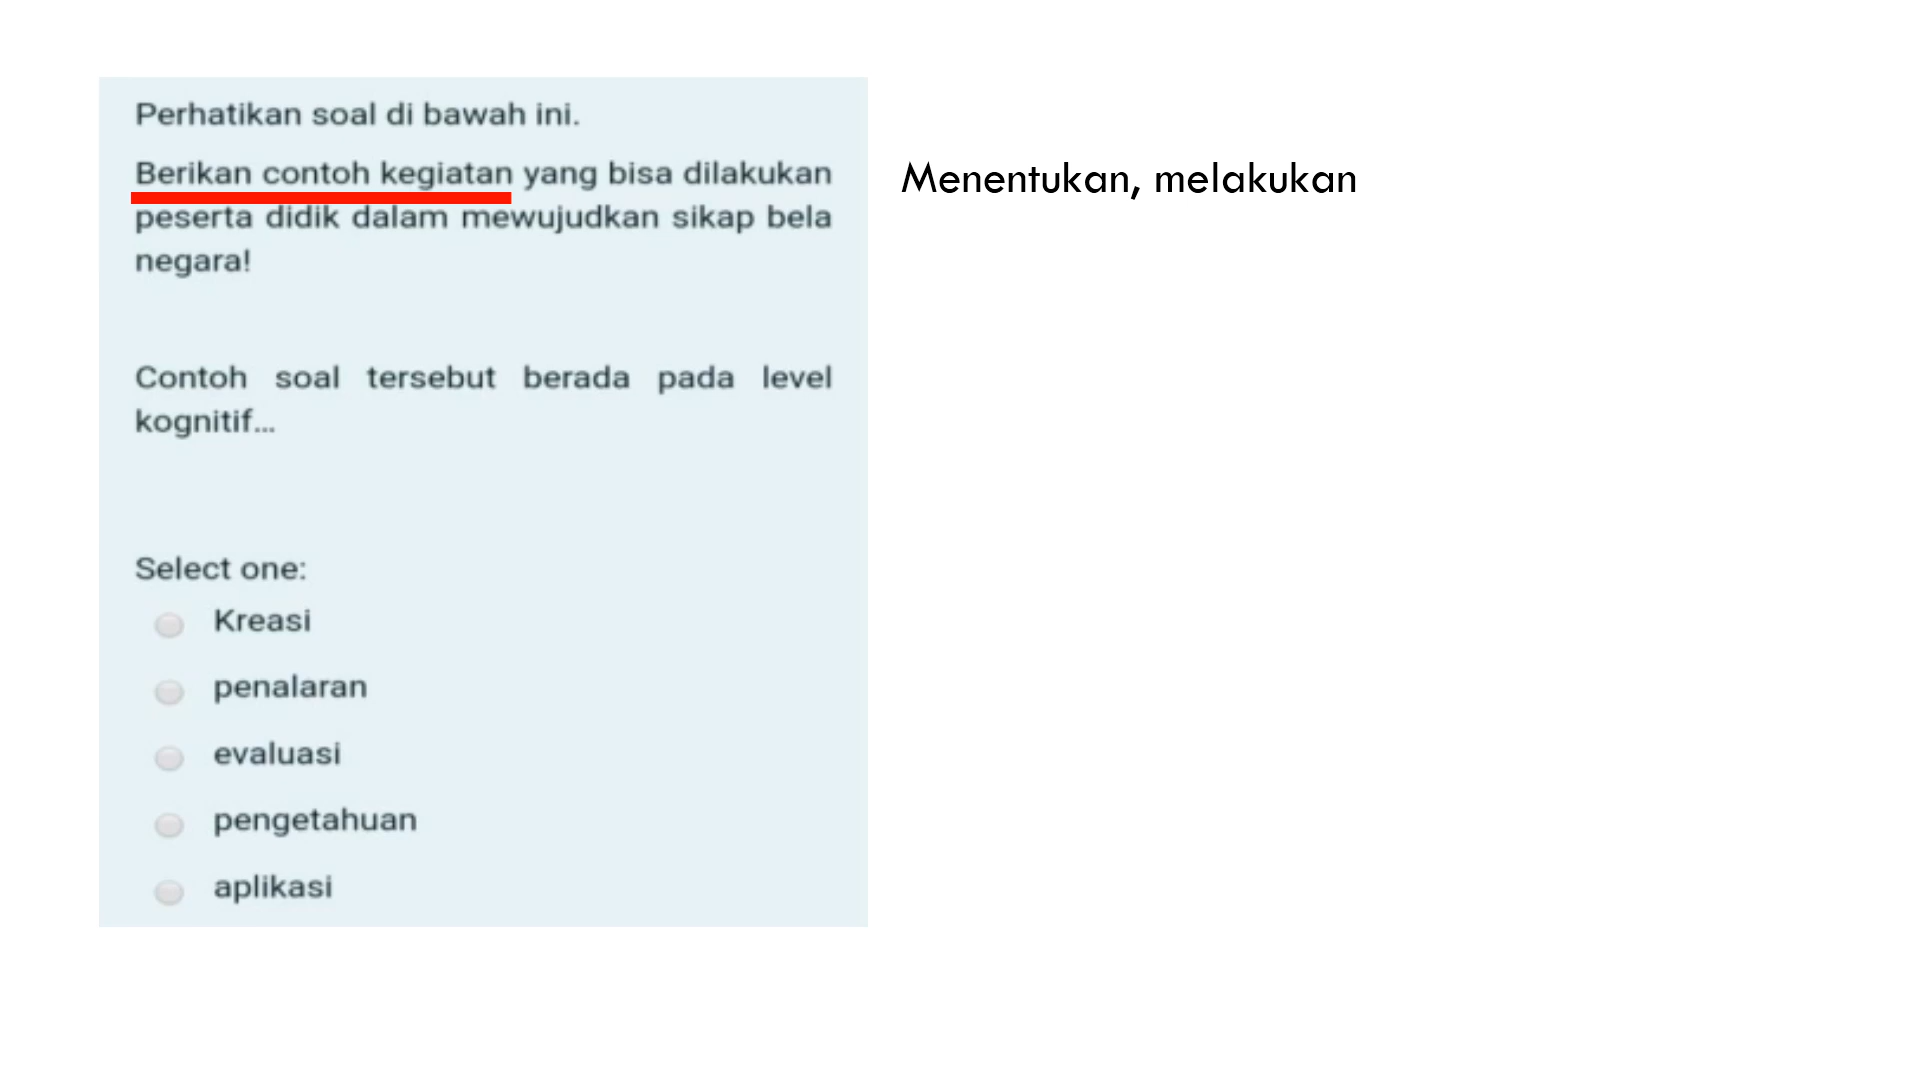 Perhatikan soal di bawah ini.
Berikan contoh kegiatan yang bisa dilakukan
peserta didik dalam mewujudkan sikap bela
negara!
Contoh soal tersebut berada pada level
kognitif...
Select one:
Kreasi
penalaran
evaluasi
pengetahuan
aplikasi
Menentukan, melakukan